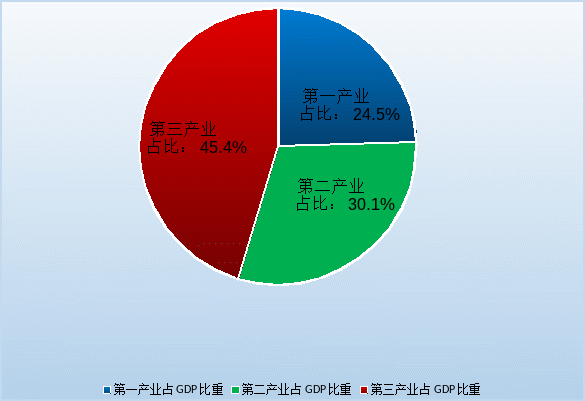 第一产业
占比： 24.5%
第三产业
占比： 45.4%
第二产业
占比： 30.1%
第一产业占 GDP 比重 第二产业占 GDP 比重 第三产业占 GDP 比重